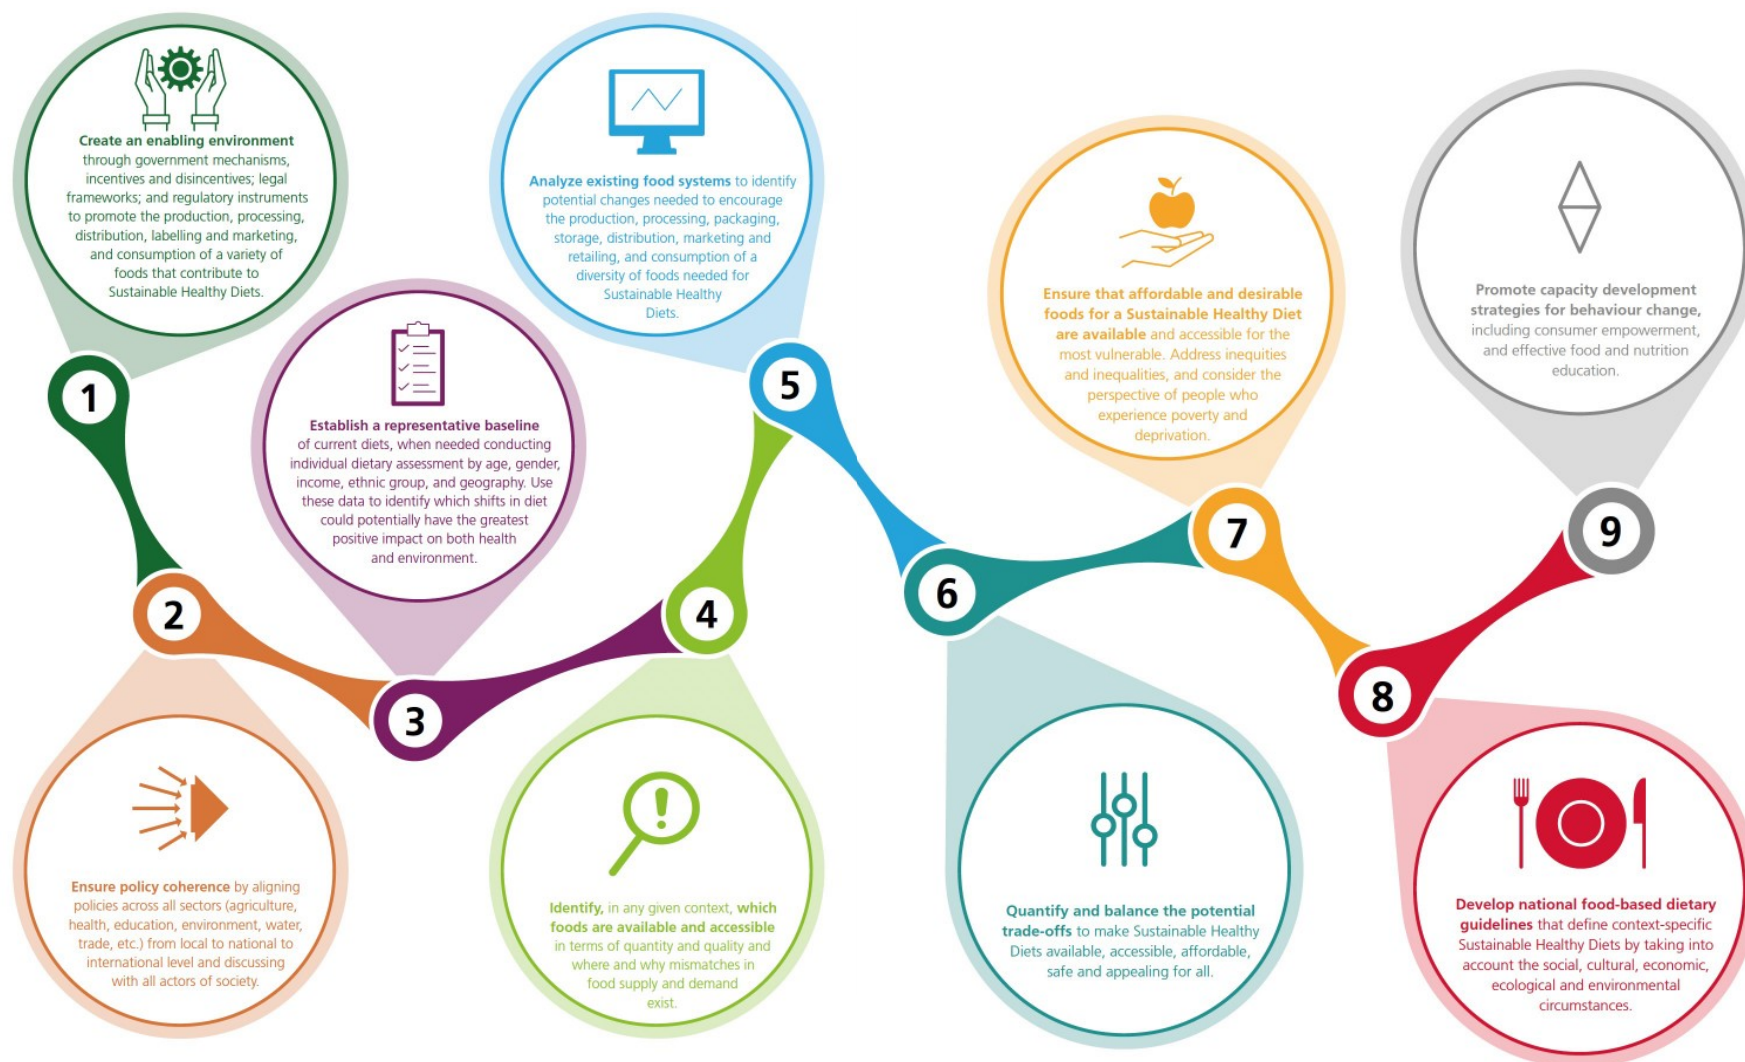 1
Create an enabling environment
through government mechanisms,
incentives and disincentives; legal
frameworks; and regulatory instruments
to promote the production, processing,
distribution, labelling and marketing,
and consumption of a variety of
foods that contribute to
Sustainable Healthy Diets.
2
Ensure policy coherence by aligning
policies across all sectors (agriculture,
health, education, environment, water,
trade, etc.) from local to national to
international level and discussing
with all actors of society.
3
Establish a representative baseline
of current diets, when needed conducting
individual dietary assessment by age, gender,
income, ethnic group, and geography. Use
these data to identify which shifts in diet
could potentially have the greatest
positive impact on both health
and environment.
4
Identify, in any given context, which
foods are available and accessible
in terms of quantity and quality and
where and why mismatches in
food supply and demand
exist.
5
Analyze existing food systems to identify
potential changes needed to encourage
the production, processing, packaging,
storage, distribution, marketing and
retailing, and consumption of a
diversity of foods needed for
Sustainable Healthy
Diets.
6
Quantify and balance the potential
trade-offs to make Sustainable Healthy
Diets available, accessible, affordable,
safe and appealing for all.
7
Ensure that affordable and desirable
foods for a Sustainable Healthy Diet
are available and accessible for the
most vulnerable. Address inequities
and inequalities, and consider the
perspective of people who
experience poverty and
deprivation.
8
Develop national food-based dietary
guidelines that define context-specific
Sustainable Healthy Diets by taking into
account the social, cultural, economic,
ecological and environmental
circumstances.
9
Promote capacity development
strategies for behaviour change,
including consumer empowerment,
and effective food and nutrition
education.